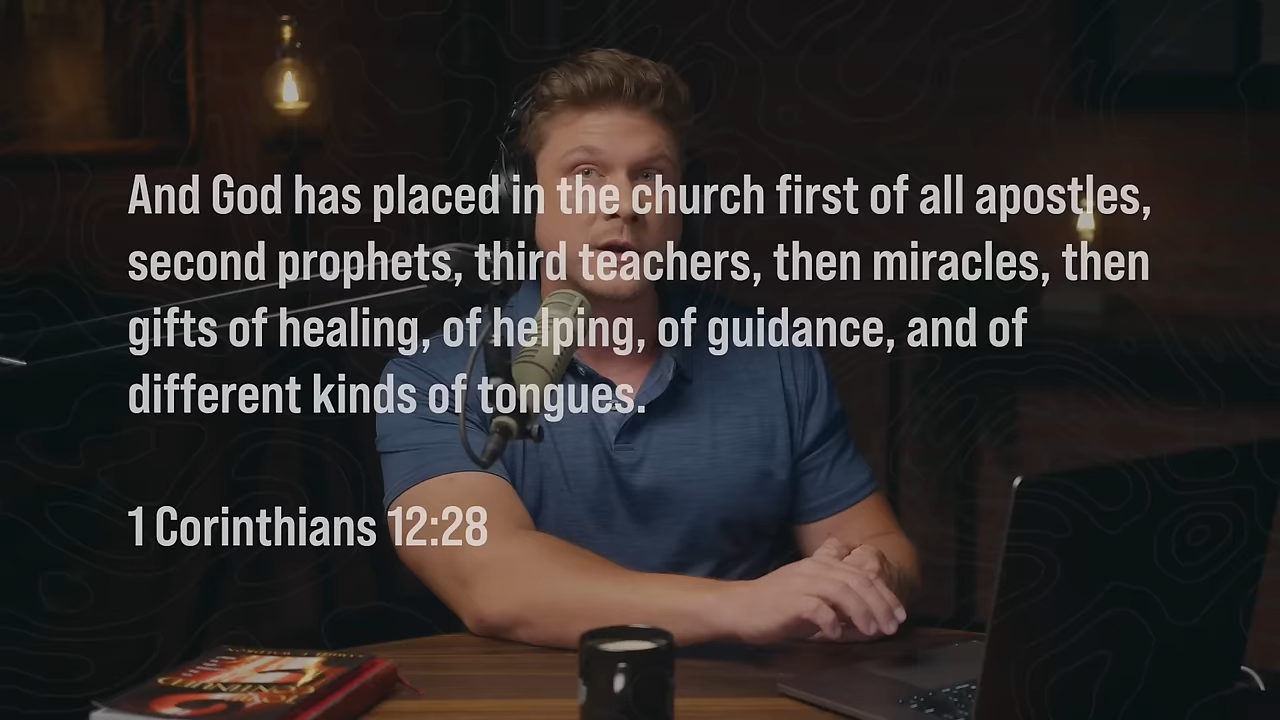 And God has placed in the church first of all apostles,
second prophets, third teachers, then miracles, then
gifts of healing, of helping, of guidance, and of
different kinds of tongues.
1 Corinthians 12:28
CONTINUED